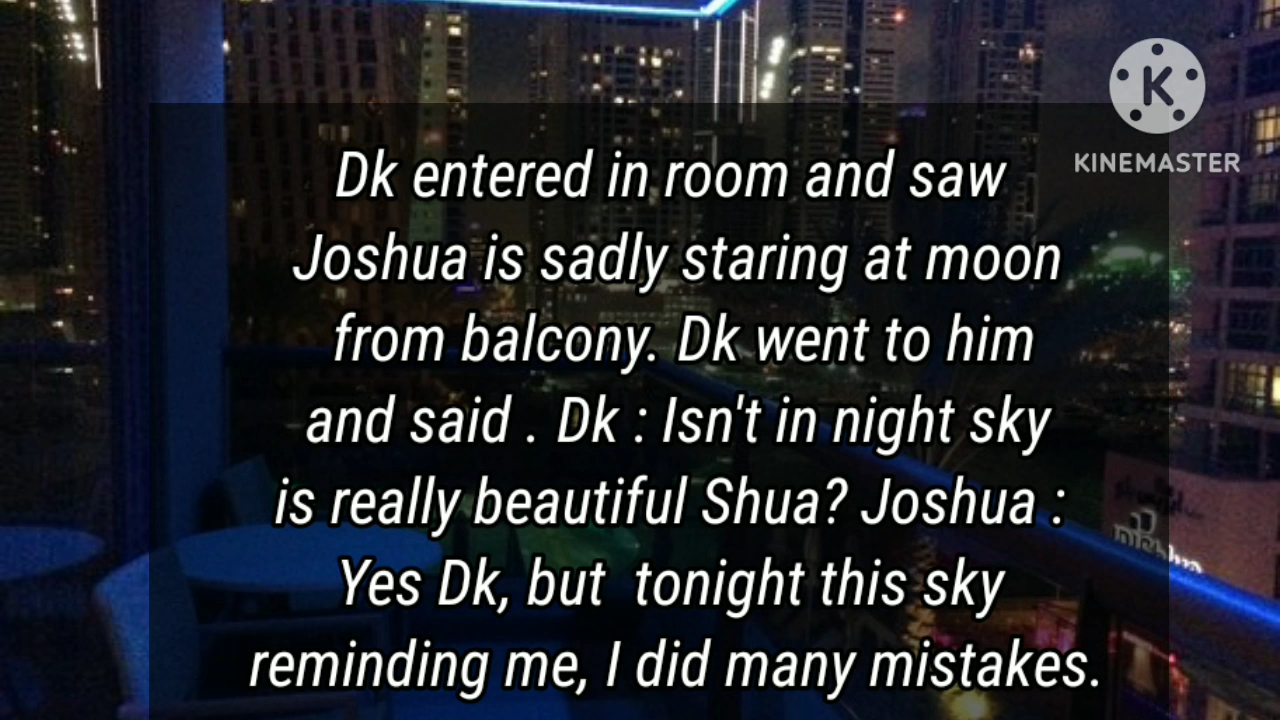 K
KINEMASTER
Dk entered in room and saw
Joshua is sadly staring at moon
from balcony. Dk went to him
and said . Dk : Isn't in night sky
is really beautiful Shua? Joshua :
Yes Dk, but  tonight this sky
reminding me, I did many mistakes.